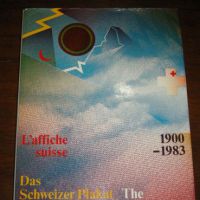 L'affiche 1900
suisse -1983
Das
Schweizer Plakat The